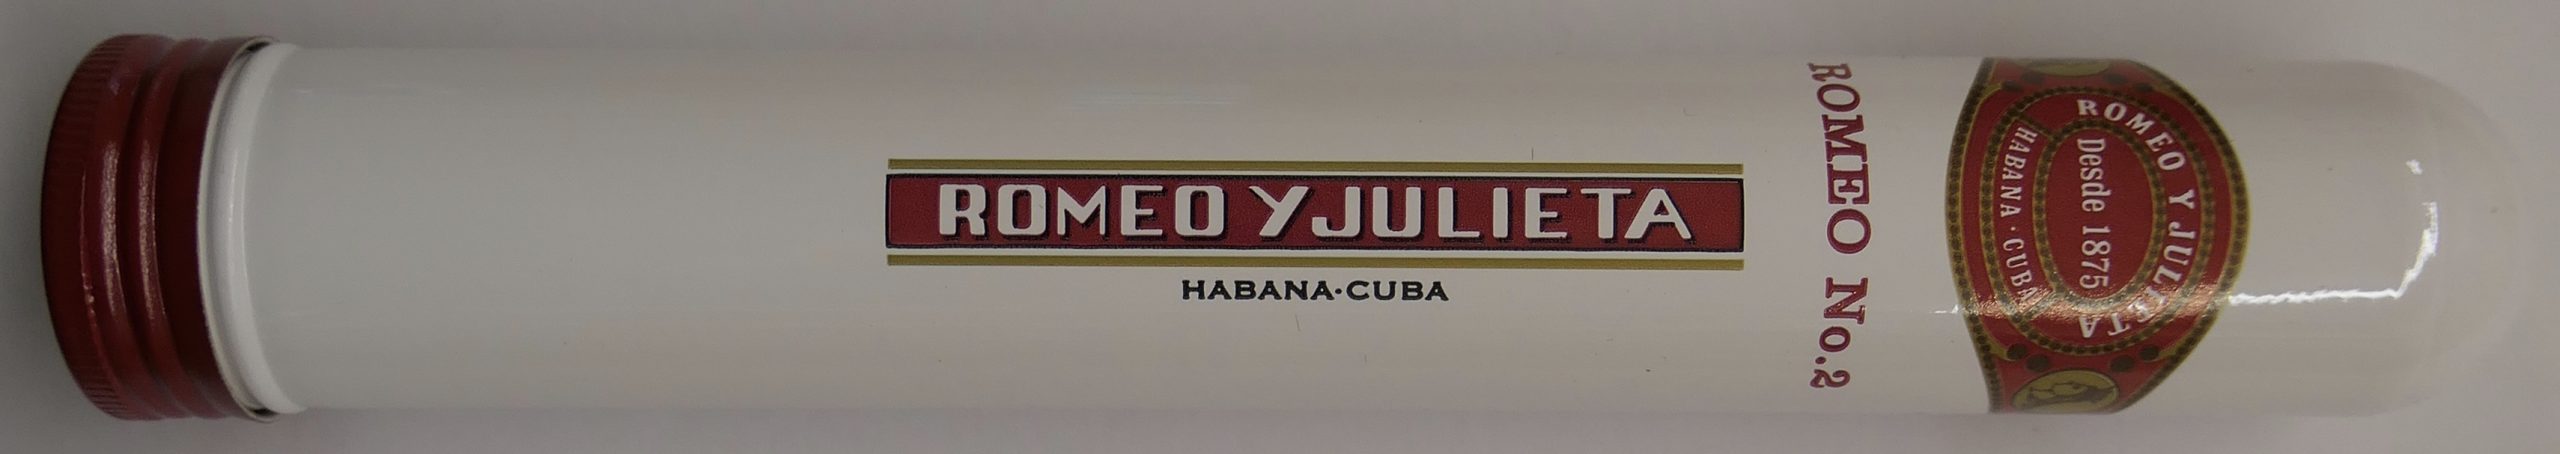 ROMEO Y JULIETA
HABANA·CUBA
ROMEO No.2
ROMEO Y JULIETA
Desde 1875
HABANA · CUBA